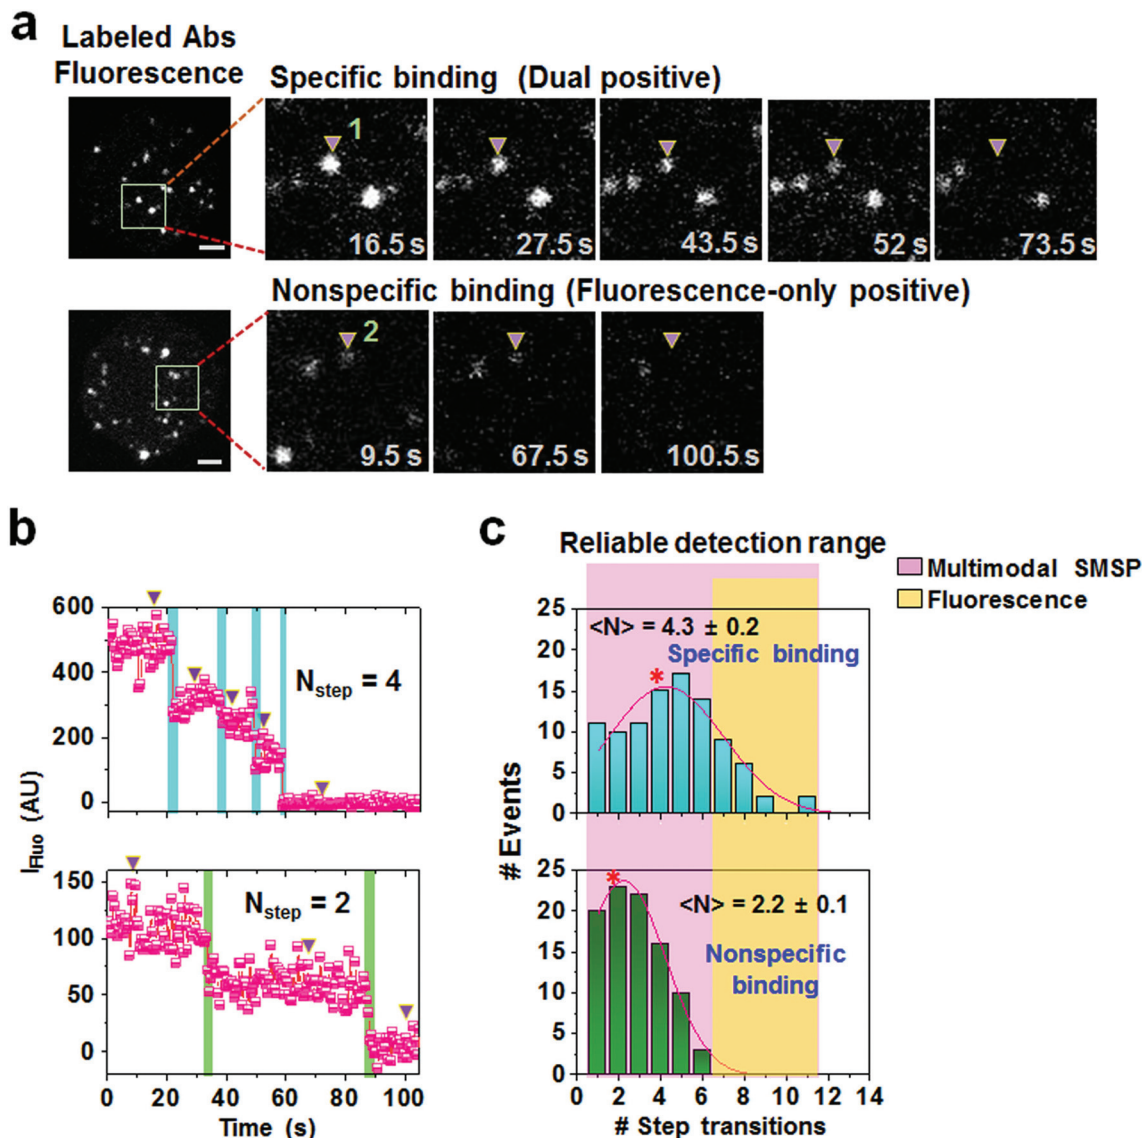 a
Labeled Abs
Fluorescence
Specific binding (Dual positive)
1
16.5 s
27.5 s
43.5 s
52 s
73.5 s
Nonspecific binding (Fluorescence-only positive)
2
9.5 s
67.5 s
100.5 s
b
600
400
200
0
Nstep = 4
150
100
50
0
Nstep = 2
IFluo (AU)
0 20 40 60 80 100
Time (s)
c
Reliable detection range
Multimodal SMSP
Fluorescence
25
20
15
10
5
0
<N> = 4.3 ± 0.2
Specific binding
*
25
20
15
10
5
0
*
<N> = 2.2 ± 0.1
Nonspecific
binding
# Events
0 2 4 6 8 10 12 14
# Step transitions